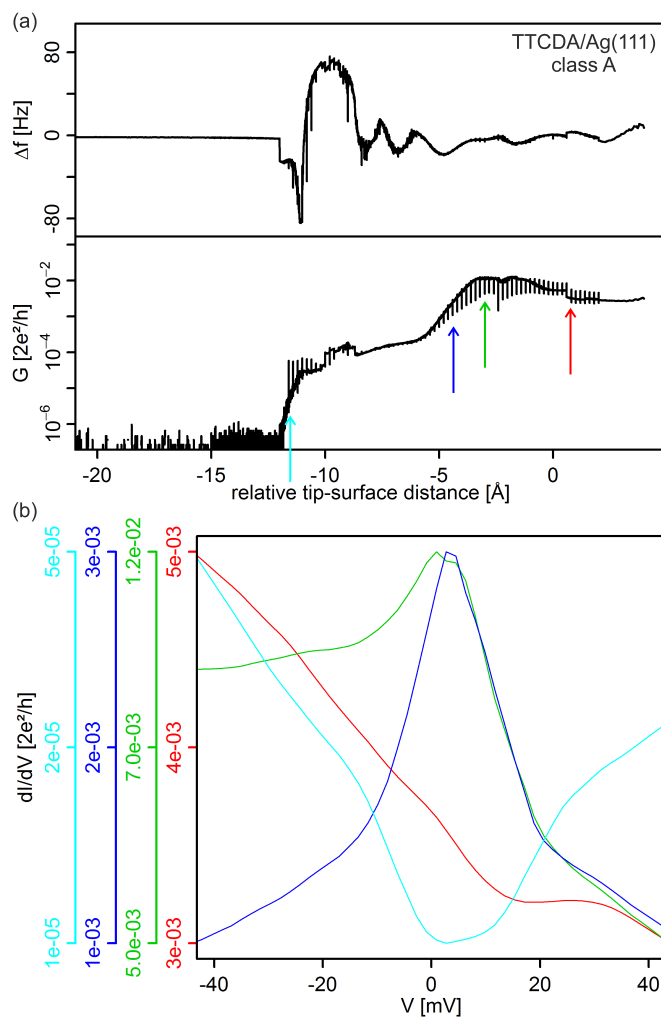 (a)
TTCDA/Ag(111)
class A
Δf [Hz]
80
0
-80
G [2e²/h]
10⁻²
10⁻⁴
10⁻⁶
-20 -15 -10 -5 0
relative tip-surface distance [Å]
(b)
dI/dV [2e²/h]
5e-05 3e-03 1.2e-02 5e-03
2e-05 2e-03 7.0e-03 4e-03
1e-05 1e-03 5.0e-03 3e-03
-40 -20 0 20 40
V [mV]